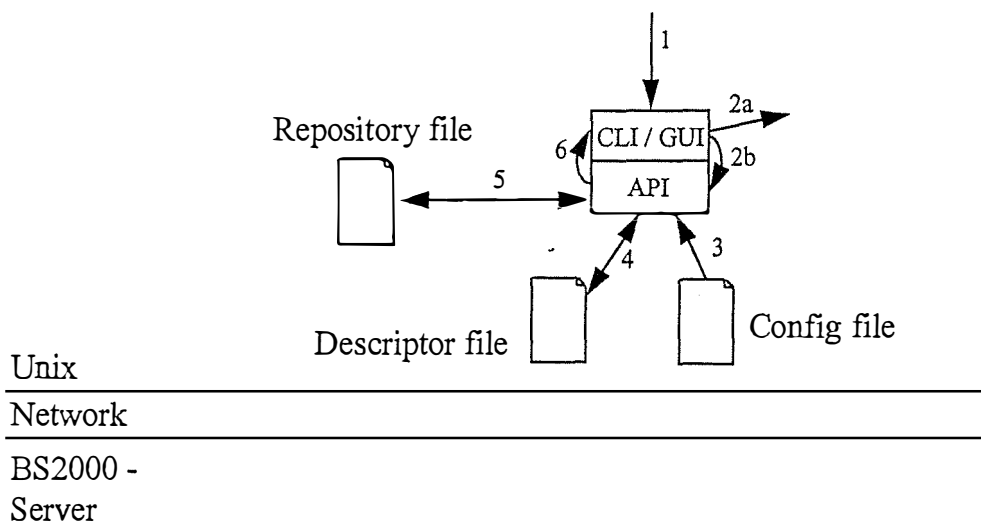 1
2a
CLI / GUI
Repository file
6
2b
5
API
4
3
Config file
Descriptor file
Unix
Network
BS2000 -
Server